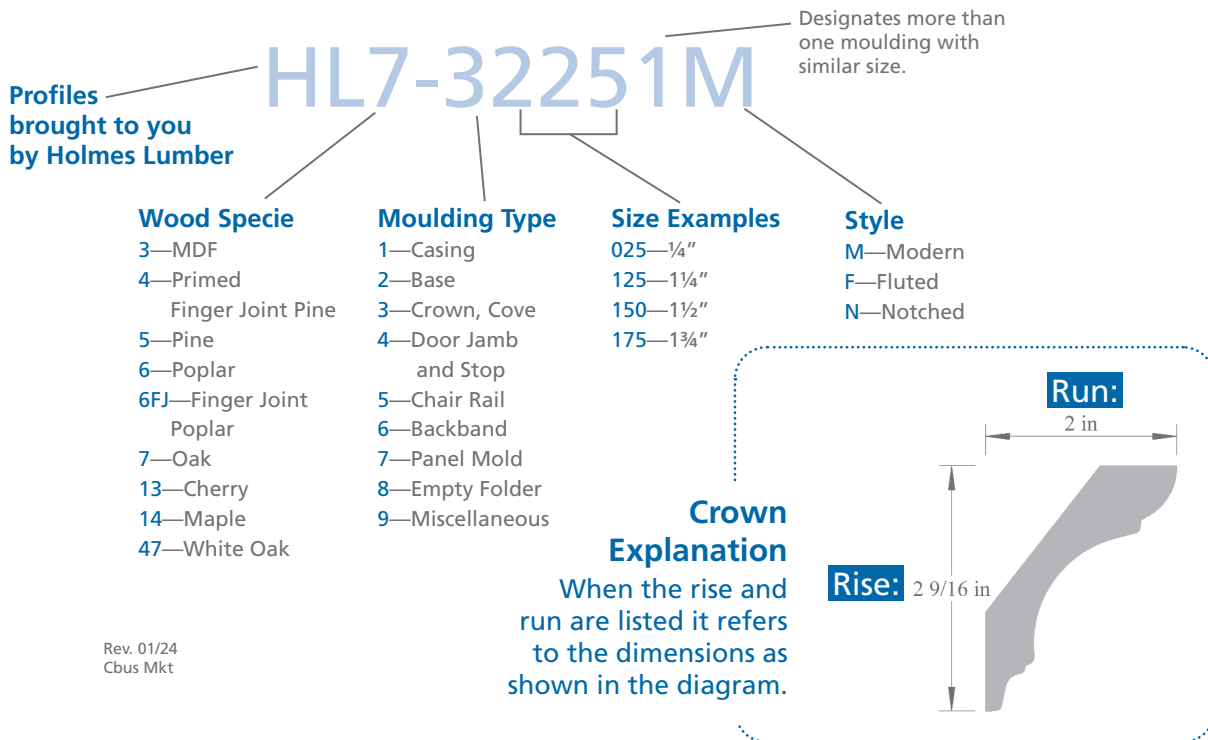 Designates more than
one moulding with
similar size.
HL7-32251M
Profiles
brought to you
by Holmes Lumber
Wood Specie
3—MDF
4—Primed
Finger Joint Pine
5—Pine
6—Poplar
6FJ—Finger Joint
Poplar
7—Oak
13—Cherry
14—Maple
47—White Oak
Moulding Type
1—Casing
2—Base
3—Crown, Cove
4—Door Jamb
and Stop
5—Chair Rail
6—Backband
7—Panel Mold
8—Empty Folder
9—Miscellaneous
Size Examples
025—¼″
125—1¼″
150—1½″
175—1¾″
Style
M—Modern
F—Fluted
N—Notched
Crown
Explanation
When the rise and
run are listed it refers
to the dimensions as
shown in the diagram.
Run:
2 in
Rise: 2 9/16 in
Rev. 01/24
Cbus Mkt